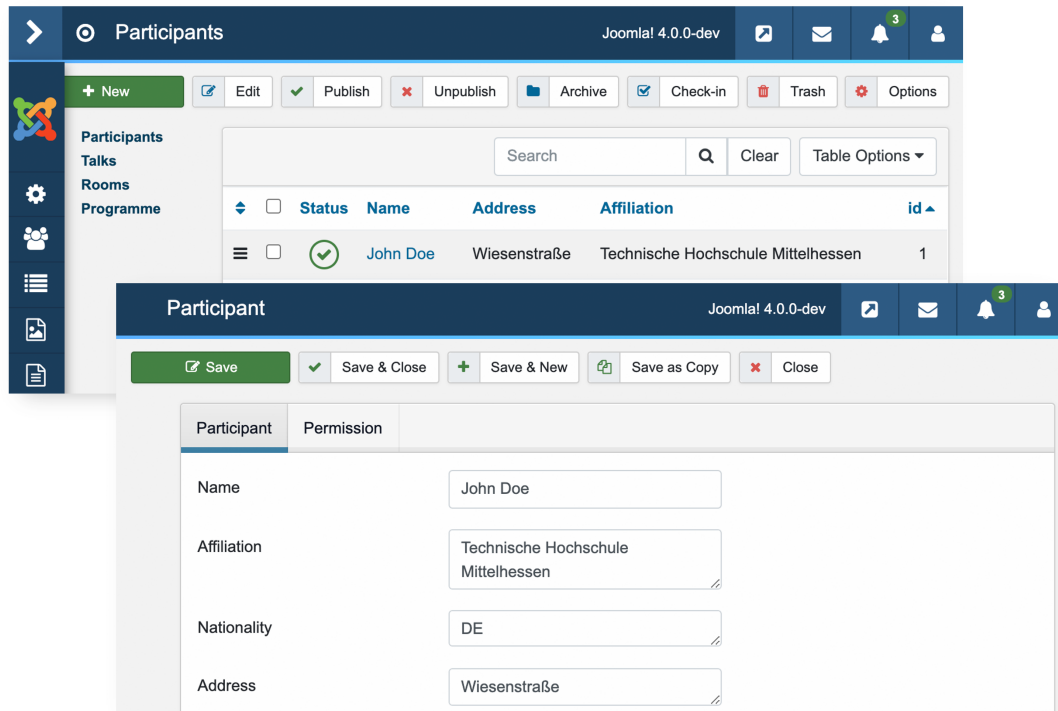 Participants Joomla! 4.0.0-dev 3
New Edit Publish Unpublish Archive Check-in Trash Options
Participants
Talks
Rooms
Programme
Search Clear Table Options
Status Name Address Affiliation id
John Doe Wiesenstraße Technische Hochschule Mittelhessen 1
Participant Joomla! 4.0.0-dev 3
Save Save & Close Save & New Save as Copy Close
Participant Permission
Name John Doe
Affiliation Technische Hochschule
Mittelhessen
Nationality DE
Address Wiesenstraße